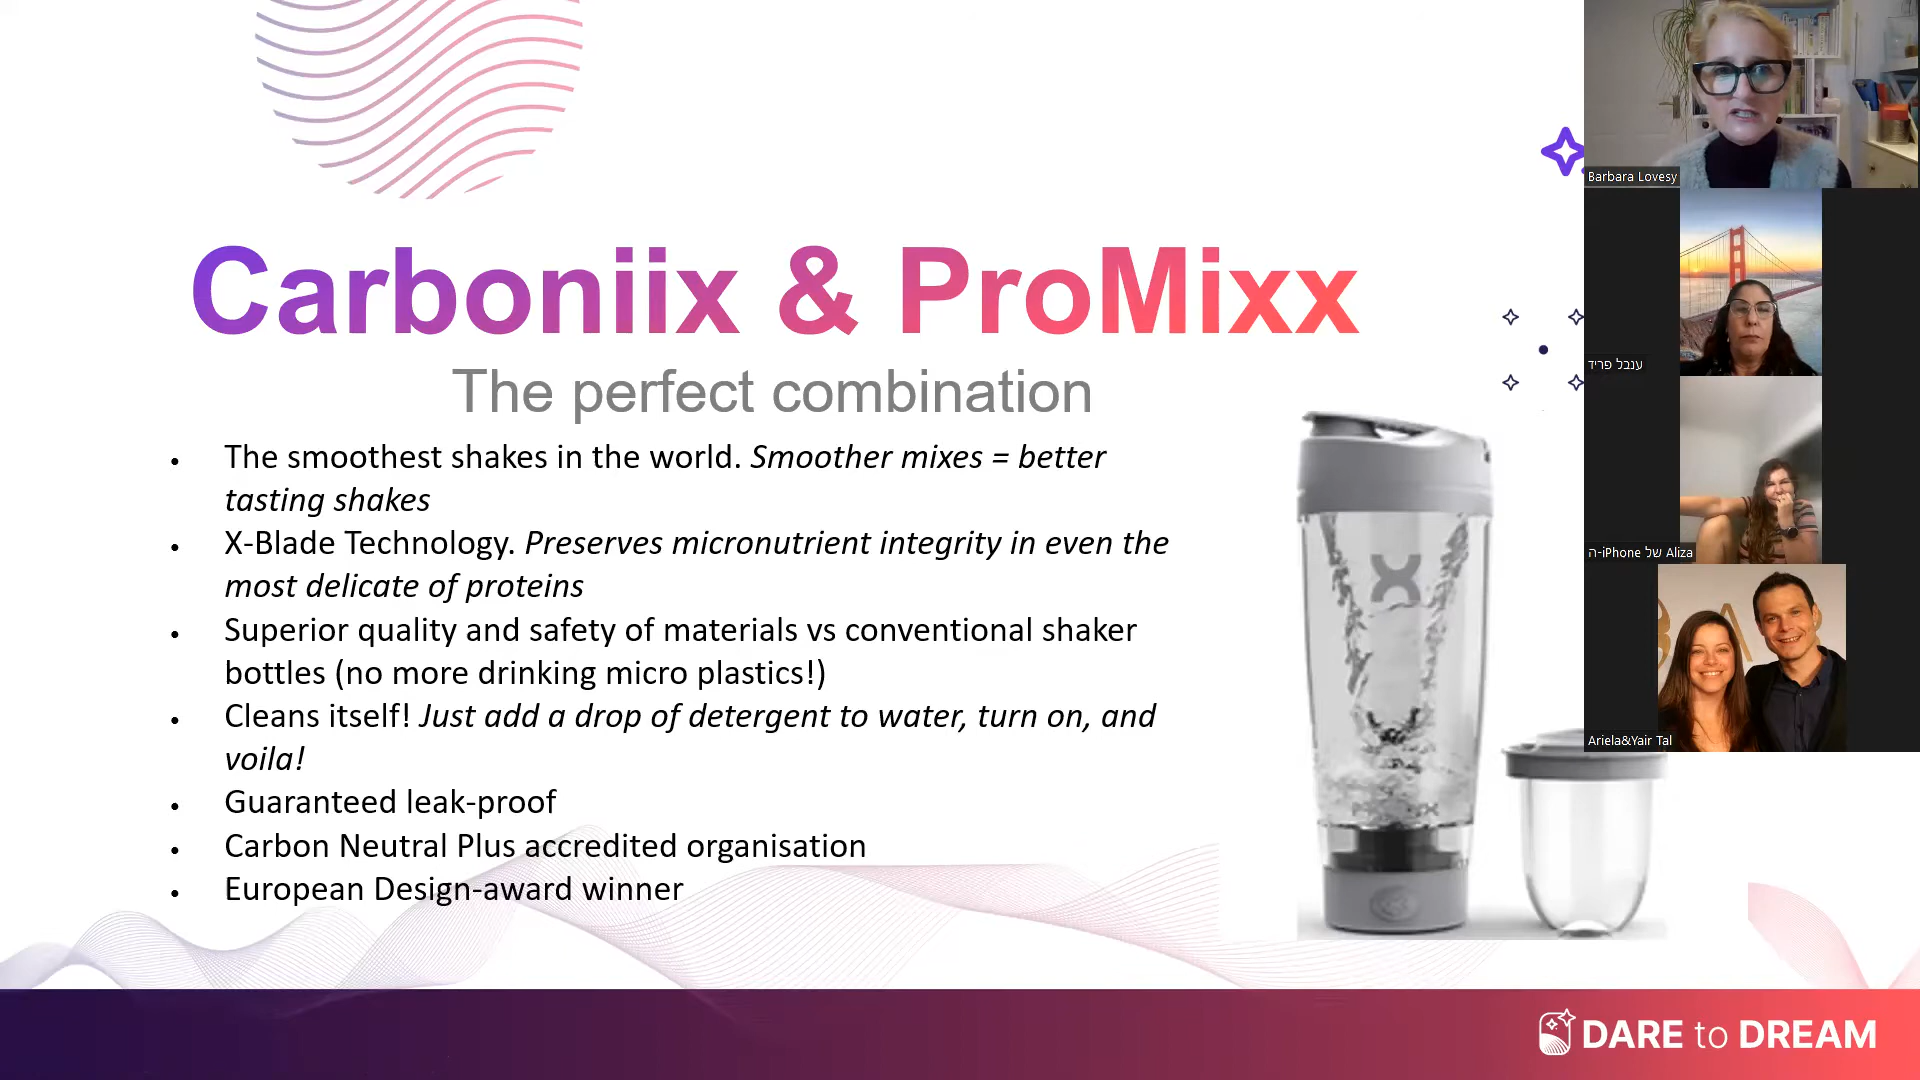 Carboniix & ProMixx
The perfect combination
• The smoothest shakes in the world. Smoother mixes = better
tasting shakes
• X-Blade Technology. Preserves micronutrient integrity in even the
most delicate of proteins
• Superior quality and safety of materials vs conventional shaker
bottles (no more drinking micro plastics!)
• Cleans itself! Just add a drop of detergent to water, turn on, and
voila!
• Guaranteed leak-proof
• Carbon Neutral Plus accredited organisation
• European Design-award winner
Barbara Lovesy
ענבל פריד
ה-iPhone של Aliza
Ariela&Yair Tal
DARE to DREAM